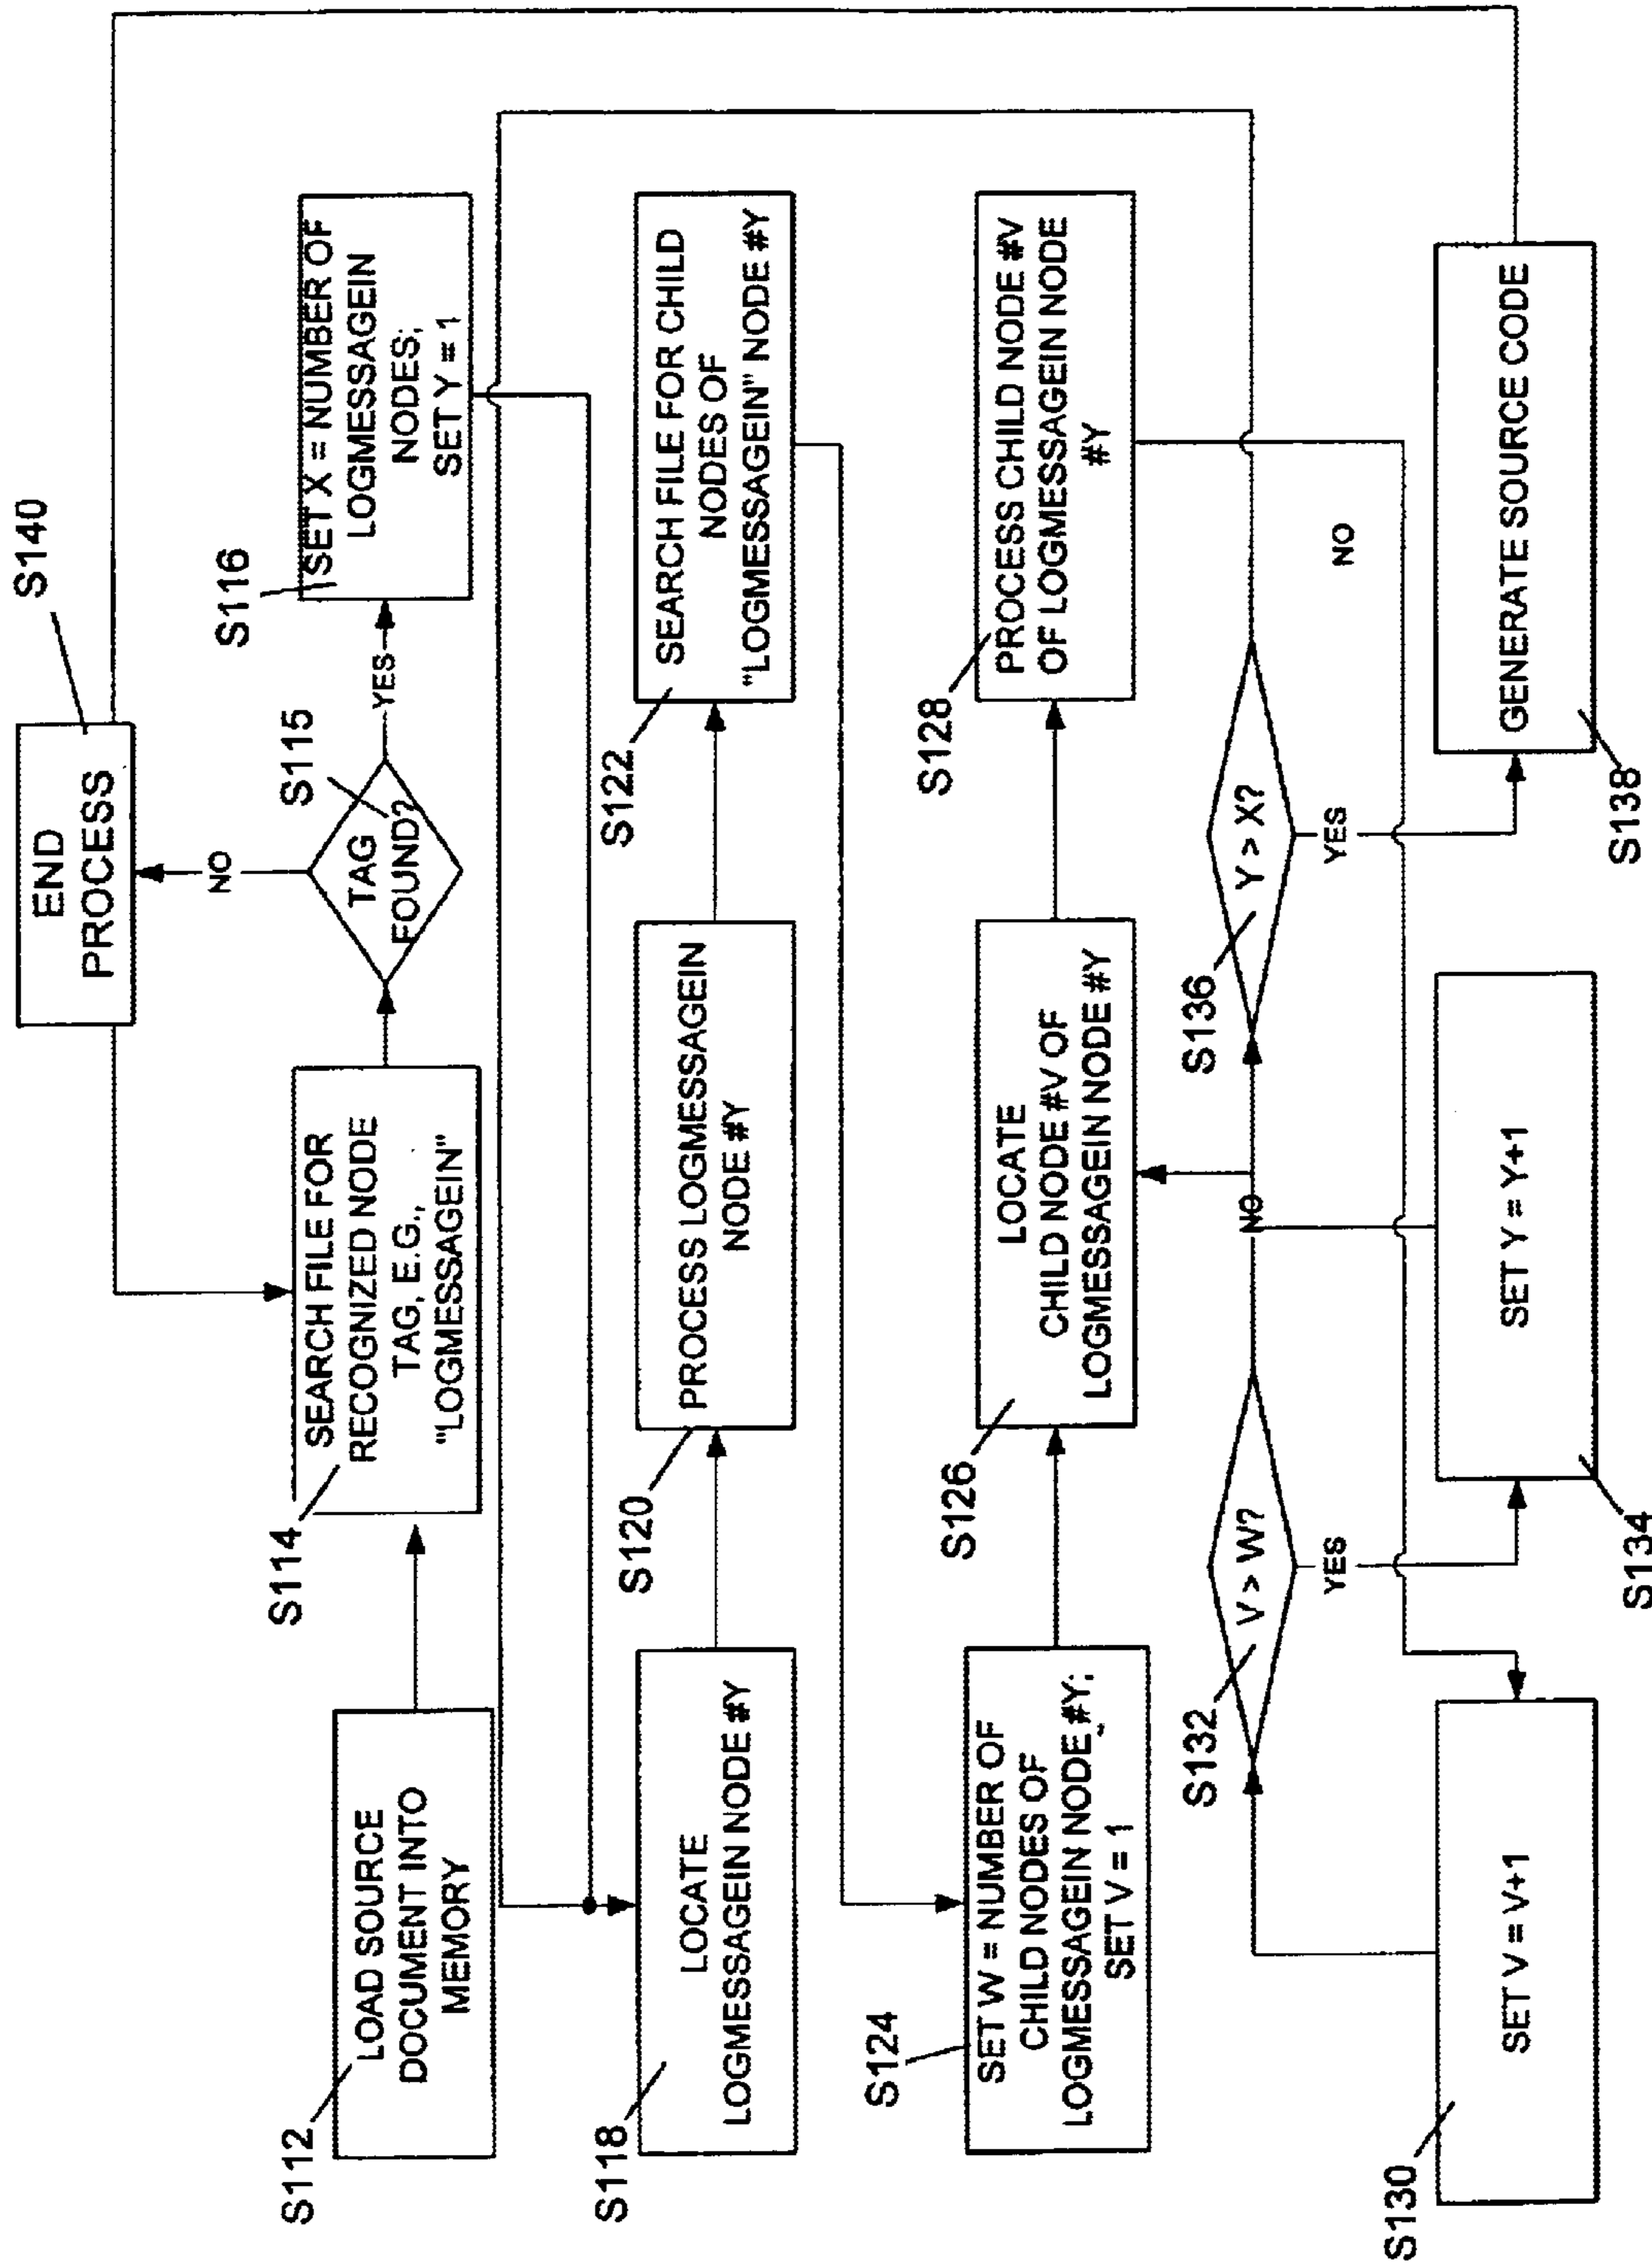 S140
END
PROCESS
NO
S112
LOAD SOURCE
DOCUMENT INTO
MEMORY
S114
SEARCH FILE FOR
RECOGNIZED NODE
TAG, E.G.,
"LOGMESSAGEIN"
S115
TAG
FOUND?
YES
S116
SET X = NUMBER OF
LOGMESSAGEIN
NODES;
SET Y = 1
S118
LOCATE
LOGMESSAGEIN NODE #Y
S120
PROCESS LOGMESSAGEIN
NODE #Y
S122
SEARCH FILE FOR CHILD
NODES OF
"LOGMESSAGEIN" NODE #Y
S124
SET W = NUMBER OF
CHILD NODES OF
LOGMESSAGEIN NODE #Y;
SET V = 1
S126
LOCATE
CHILD NODE #V OF
LOGMESSAGEIN NODE #Y
S128
PROCESS CHILD NODE #V
OF LOGMESSAGEIN NODE
#Y
S132
V > W?
NO
YES
S136
Y > X?
NO
YES
S130
SET V = V+1
S134
SET Y = Y+1
S138
GENERATE SOURCE CODE